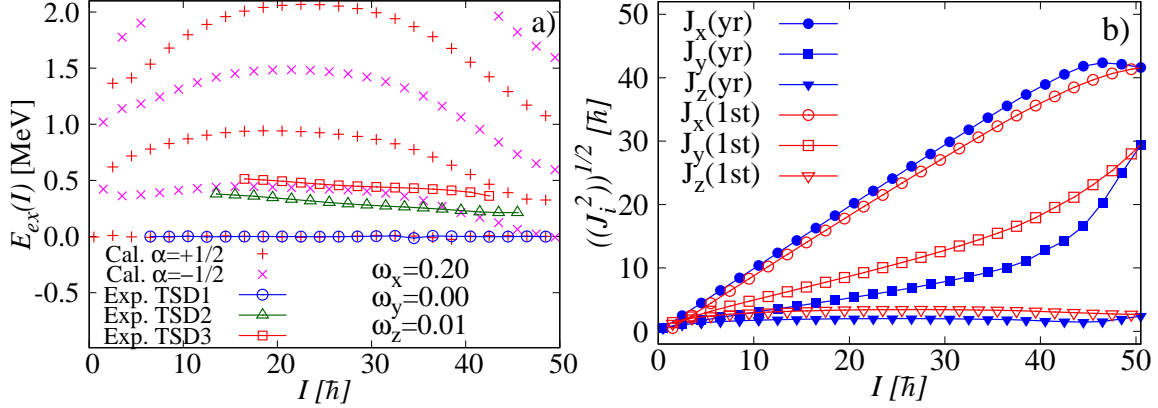 a)
2.0
1.5
1.0
0.5
0.0
-0.5
E_ex(I) [MeV]
Cal. α=+1/2
Cal. α=−1/2
Exp. TSD1
Exp. TSD2
Exp. TSD3
ω_x=0.20
ω_y=0.00
ω_z=0.01
0 10 20 30 40 50
I [ħ]
b)
50
40
30
20
10
0
((J_i^2))^1/2 [ħ]
J_x(yr)
J_y(yr)
J_z(yr)
J_x(1st)
J_y(1st)
J_z(1st)
0 10 20 30 40 50
I [ħ]